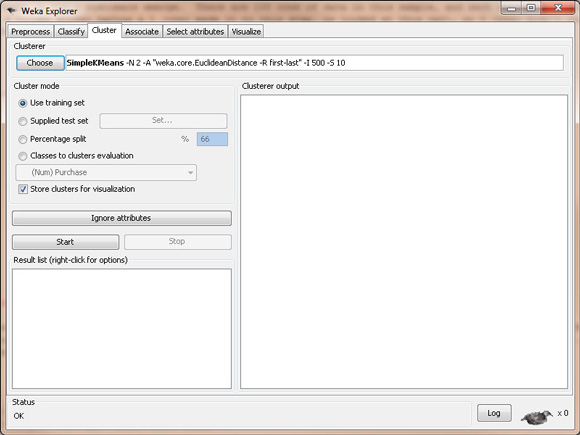 Weka Explorer
Preprocess Classify Cluster Associate Select attributes Visualize
Clusterer
Choose SimpleKMeans -N 2 -A "weka.core.EuclideanDistance -R first-last" -I 500 -S 10
Cluster mode
Use training set
Supplied test set Set...
Percentage split % 66
Classes to clusters evaluation
(Num) Purchase
Store clusters for visualization
Ignore attributes
Start Stop
Result list (right-click for options)
Clusterer output
Status
OK
Log x 0